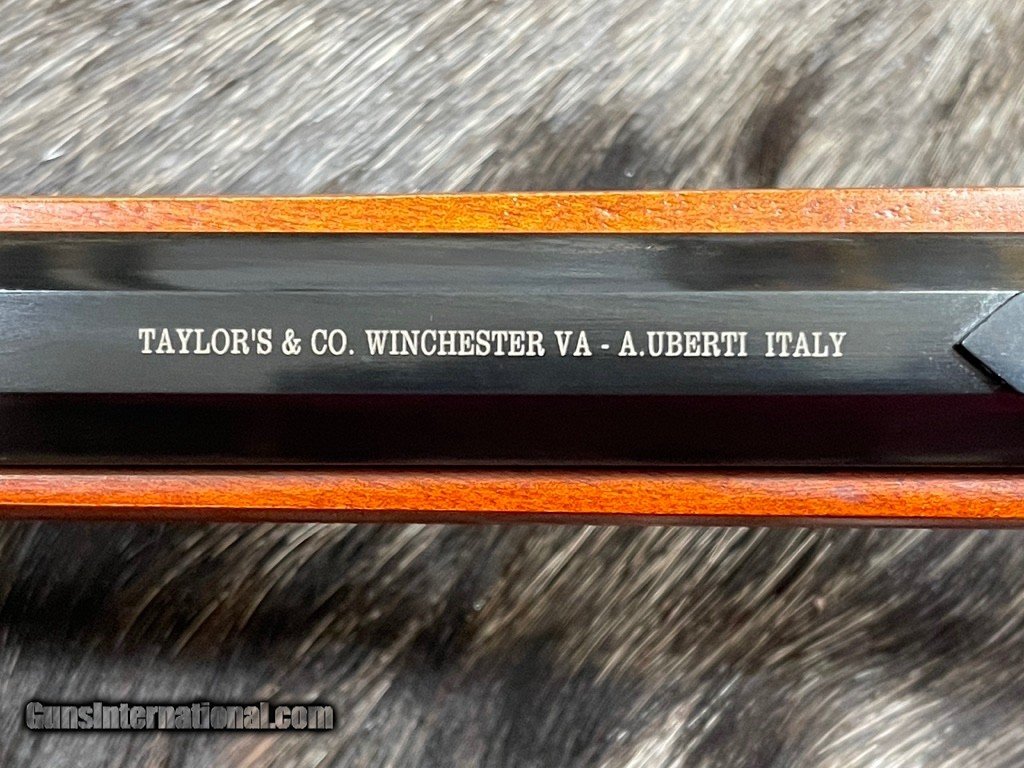 TAYLOR'S & CO. WINCHESTER VA - A.UBERTI ITALY
GunsInternational.com